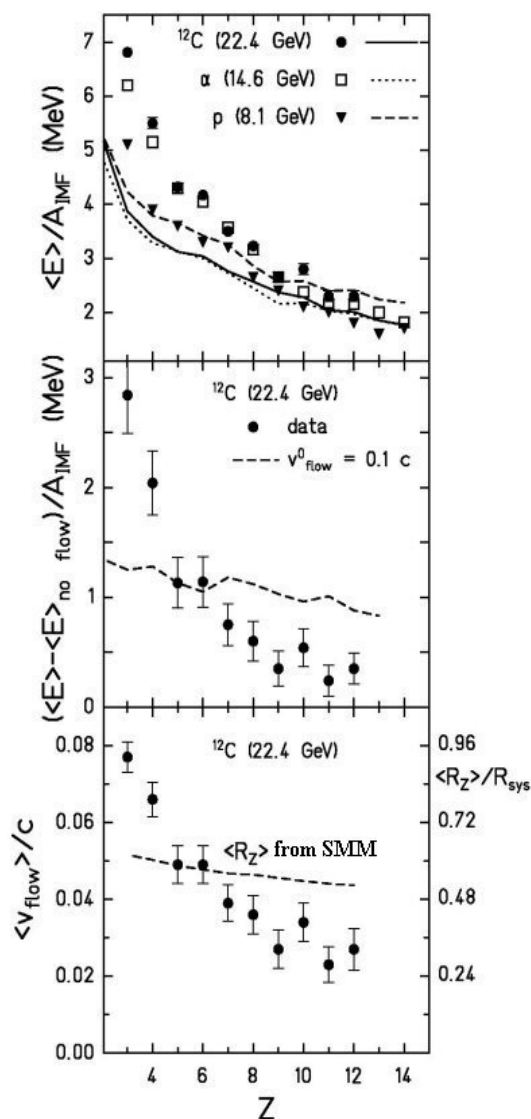 7
6
5
4
3
2
<E>/A_IMF (MeV)
¹²C (22.4 GeV)
α (14.6 GeV)
p (8.1 GeV)
3
2
1
0
(<E>-<E>_no flow)/A_IMF (MeV)
¹²C (22.4 GeV)
data
v⁰_flow = 0.1 c
0.08
0.06
0.04
0.02
0.00
<v_flow>/c
¹²C (22.4 GeV)
<R_Z> from SMM
0.96
<R_Z>/R_sys
0.72
0.48
0.24
4 6 8 10 12 14
Z